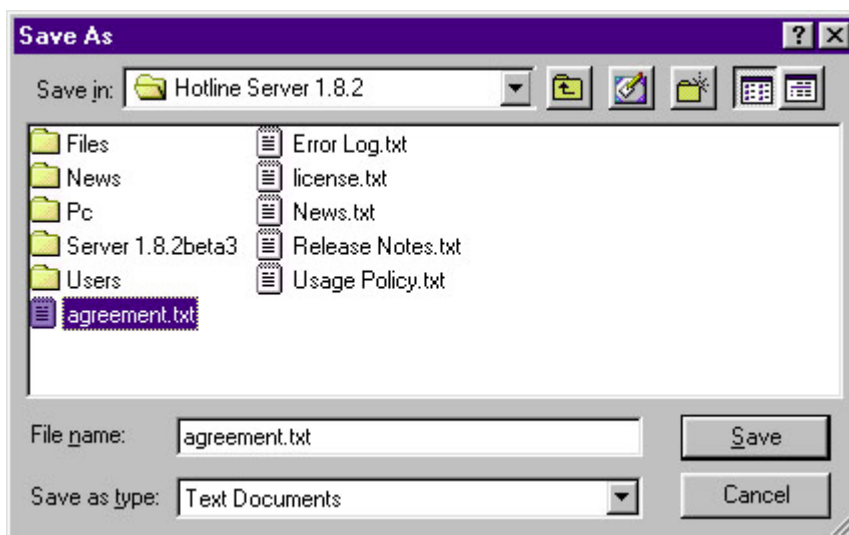 Save As
Save in: Hotline Server 1.8.2
Files
News
Pc
Server 1.8.2beta3
Users
agreement.txt
Error Log.txt
license.txt
News.txt
Release Notes.txt
Usage Policy.txt
File name: agreement.txt Save
Save as type: Text Documents Cancel